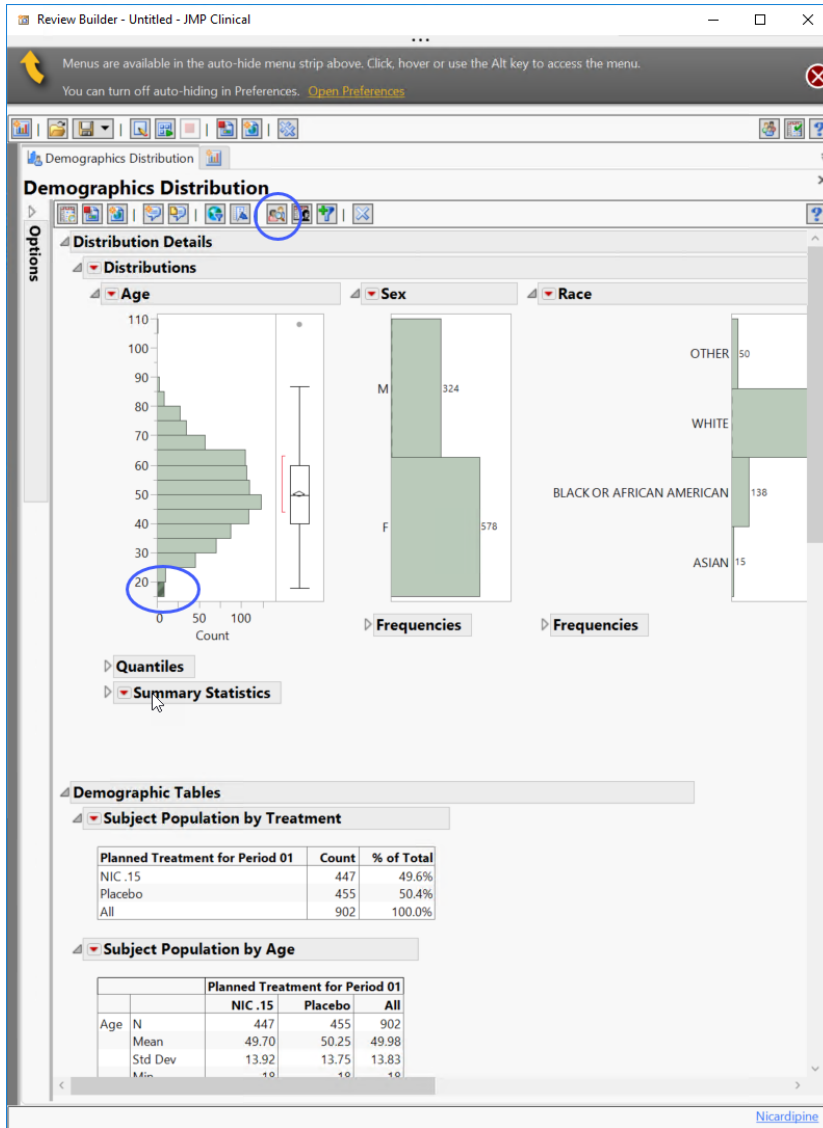 Review Builder - Untitled - JMP Clinical
Menus are available in the auto-hide menu strip above. Click, hover or use the Alt key to access the menu.
You can turn off auto-hiding in Preferences. Open Preferences
Demographics Distribution
Demographics Distribution
Options
Distribution Details
Distributions
Age
Sex
Race
110
100
90
80
70
60
50
40
30
20
0 50 100
Count
M
324
F
578
OTHER 50
WHITE
BLACK OR AFRICAN AMERICAN 138
ASIAN 15
Frequencies
Frequencies
Quantiles
Summary Statistics
Demographic Tables
Subject Population by Treatment
Planned Treatment for Period 01 Count % of Total
NIC .15 447 49.6%
Placebo 455 50.4%
All 902 100.0%
Subject Population by Age
Planned Treatment for Period 01
NIC .15 Placebo All
Age N 447 455 902
Mean 49.70 50.25 49.98
Std Dev 13.92 13.75 13.83
Min 18 18 18
Nicardipine